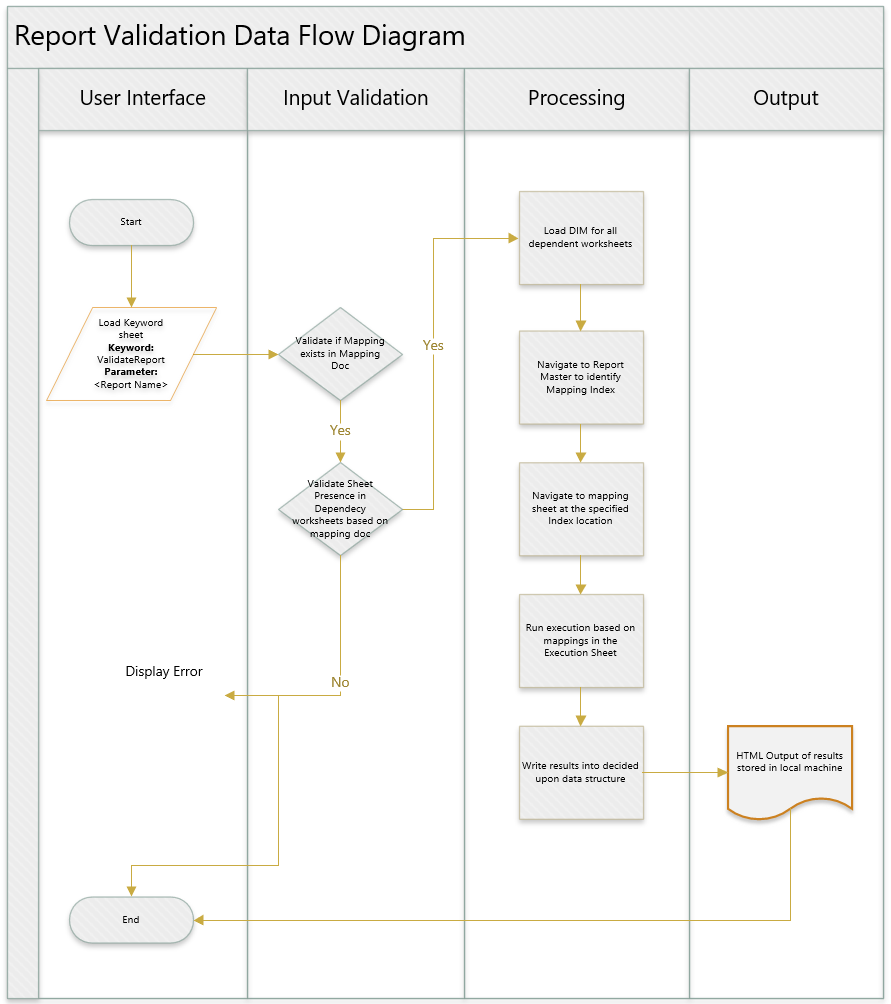 Report Validation Data Flow Diagram
User Interface
Input Validation
Processing
Output
Start
Load Keyword
sheet
Keyword:
ValidateReport
Parameter:
<Report Name>
Validate if Mapping
exists in Mapping
Doc
Yes
Validate Sheet
Presence in
Dependecy
worksheets based on
mapping doc
Yes
No
Display Error
End
Load DIM for all
dependent worksheets
Navigate to Report
Master to identify
Mapping Index
Navigate to mapping
sheet at the specified
Index location
Run execution based on
mappings in the
Execution Sheet
Write results into decided
upon data structure
HTML Output of results
stored in local machine